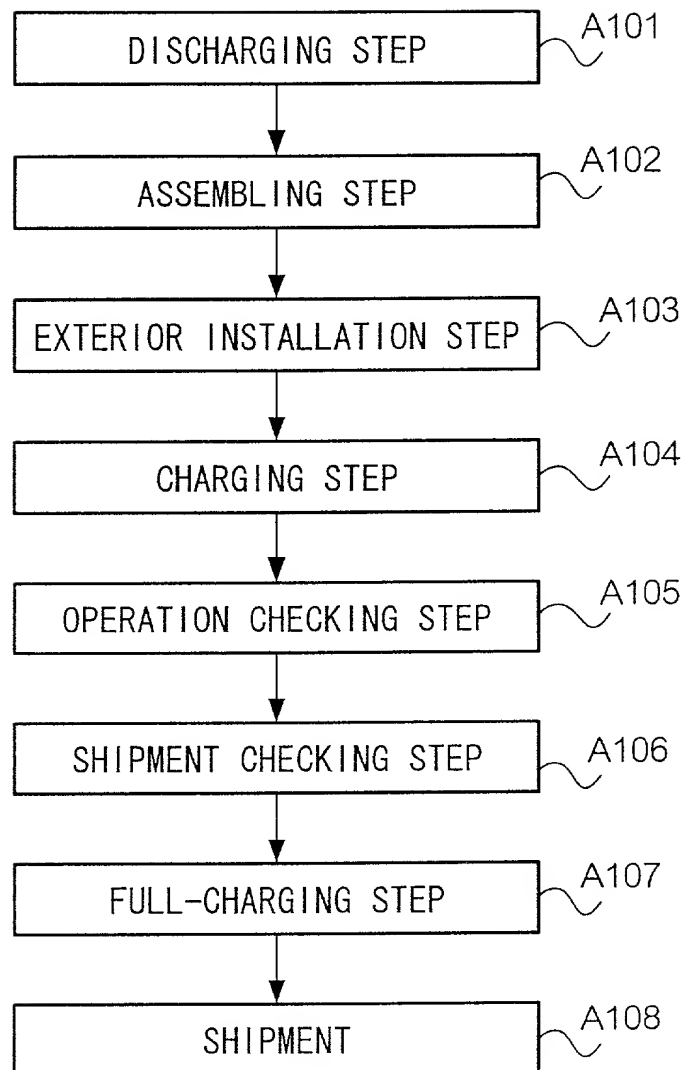 DISCHARGING STEP
A101
ASSEMBLING STEP
A102
EXTERIOR INSTALLATION STEP
A103
CHARGING STEP
A104
OPERATION CHECKING STEP
A105
SHIPMENT CHECKING STEP
A106
FULL-CHARGING STEP
A107
SHIPMENT
A108